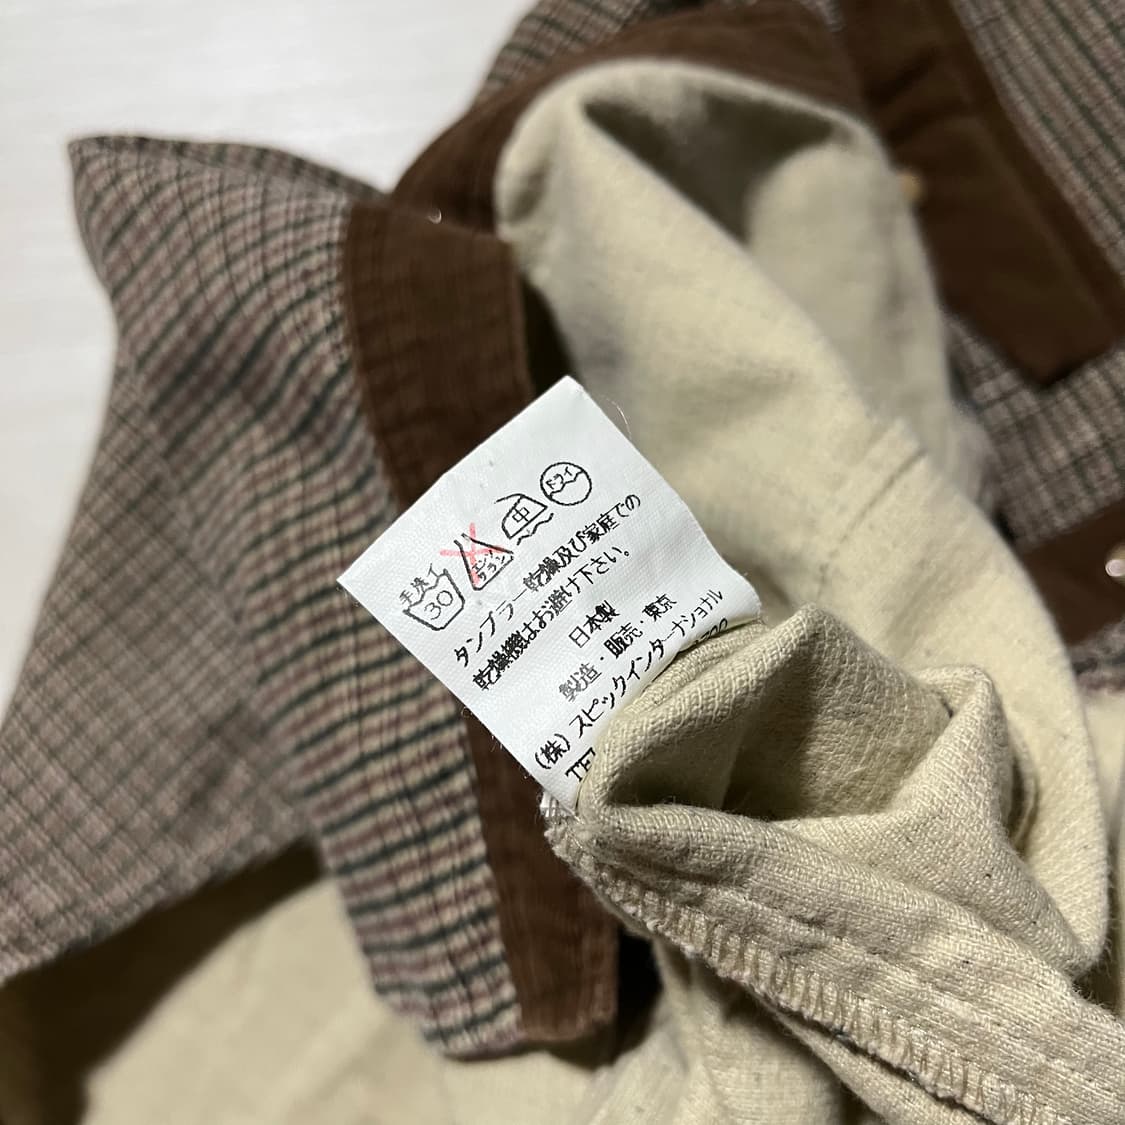 手洗イ
30
エンソ
サラシ
中
ドライ
タンブラー乾燥及び家庭での
乾燥機はお避け下さい。
日本製
製造・販売・東京
(株)スピックインターナショナル
TEL